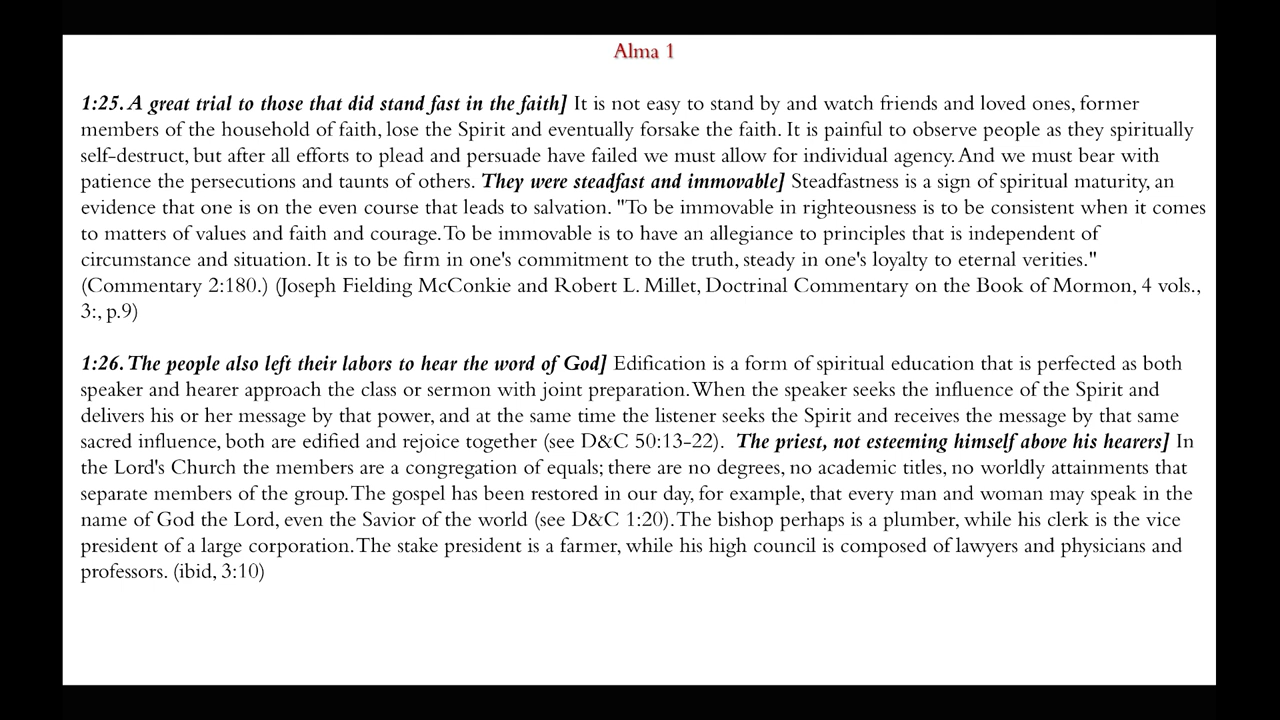 Alma 1
1:25. A great trial to those that did stand fast in the faith] It is not easy to stand by and watch friends and loved ones, former
members of the household of faith, lose the Spirit and eventually forsake the faith. It is painful to observe people as they spiritually
self-destruct, but after all efforts to plead and persuade have failed we must allow for individual agency. And we must bear with
patience the persecutions and taunts of others. They were steadfast and immovable] Steadfastness is a sign of spiritual maturity, an
evidence that one is on the even course that leads to salvation. "To be immovable in righteousness is to be consistent when it comes
to matters of values and faith and courage. To be immovable is to have an allegiance to principles that is independent of
circumstance and situation. It is to be firm in one's commitment to the truth, steady in one's loyalty to eternal verities."
(Commentary 2:180.) (Joseph Fielding McConkie and Robert L. Millet, Doctrinal Commentary on the Book of Mormon, 4 vols.,
3:, p.9)
1:26. The people also left their labors to hear the word of God] Edification is a form of spiritual education that is perfected as both
speaker and hearer approach the class or sermon with joint preparation. When the speaker seeks the influence of the Spirit and
delivers his or her message by that power, and at the same time the listener seeks the Spirit and receives the message by that same
sacred influence, both are edified and rejoice together (see D&C 50:13-22). The priest, not esteeming himself above his hearers] In
the Lord's Church the members are a congregation of equals; there are no degrees, no academic titles, no worldly attainments that
separate members of the group. The gospel has been restored in our day, for example, that every man and woman may speak in the
name of God the Lord, even the Savior of the world (see D&C 1:20). The bishop perhaps is a plumber, while his clerk is the vice
president of a large corporation. The stake president is a farmer, while his high council is composed of lawyers and physicians and
professors. (ibid, 3:10)